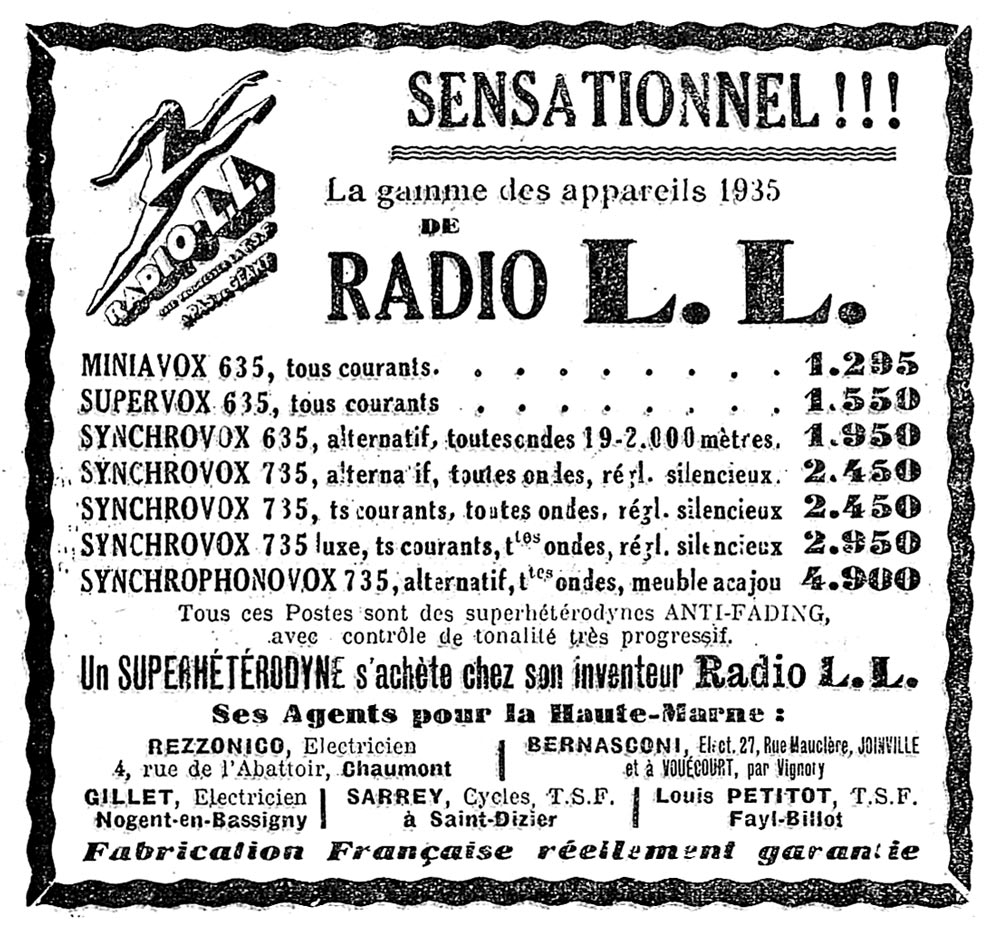 SENSATIONNEL!!!
La gamme des appareils 1935
DE
RADIO L. L.
RADIO-L.L.
PAS DE GÉANT
MINIAVOX 635, tous courants. . . . . . . . . 1.295
SUPERVOX 635, tous courants . . . . . . . . 1.550
SYNCHROVOX 635, alternatif, toutes ondes 19-2.000 mètres. 1.950
SYNCHROVOX 735, alternatif, toutes ondes, régl. silencieux. 2.450
SYNCHROVOX 735, ts courants, toutes ondes, régl. silencieux 2.450
SYNCHROVOX 735 luxe, ts courants, ttes ondes, régl. silencieux 2.950
SYNCHROPHONOVOX 735, alternatif, ttes ondes, meuble acajou 4.900
Tous ces Postes sont des superhétérodynes ANTI-FADING,
avec contrôle de tonalité très progressif.
Un SUPERHÉTÉRODYNE s'achète chez son inventeur Radio L. L.
Ses Agents pour la Haute-Marne :
REZZONICO, Electricien
4, rue de l'Abattoir, Chaumont
BERNASCONI, Elect. 27, Rue Mauclère, JOINVILLE
et à VOUÉCOURT, par Vignory
GILLET, Electricien
Nogent-en-Bassigny
SARREY, Cycles, T.S.F.
à Saint-Dizier
Louis PETITOT, T.S.F.
Fayl-Billot
Fabrication Française réellement garantie